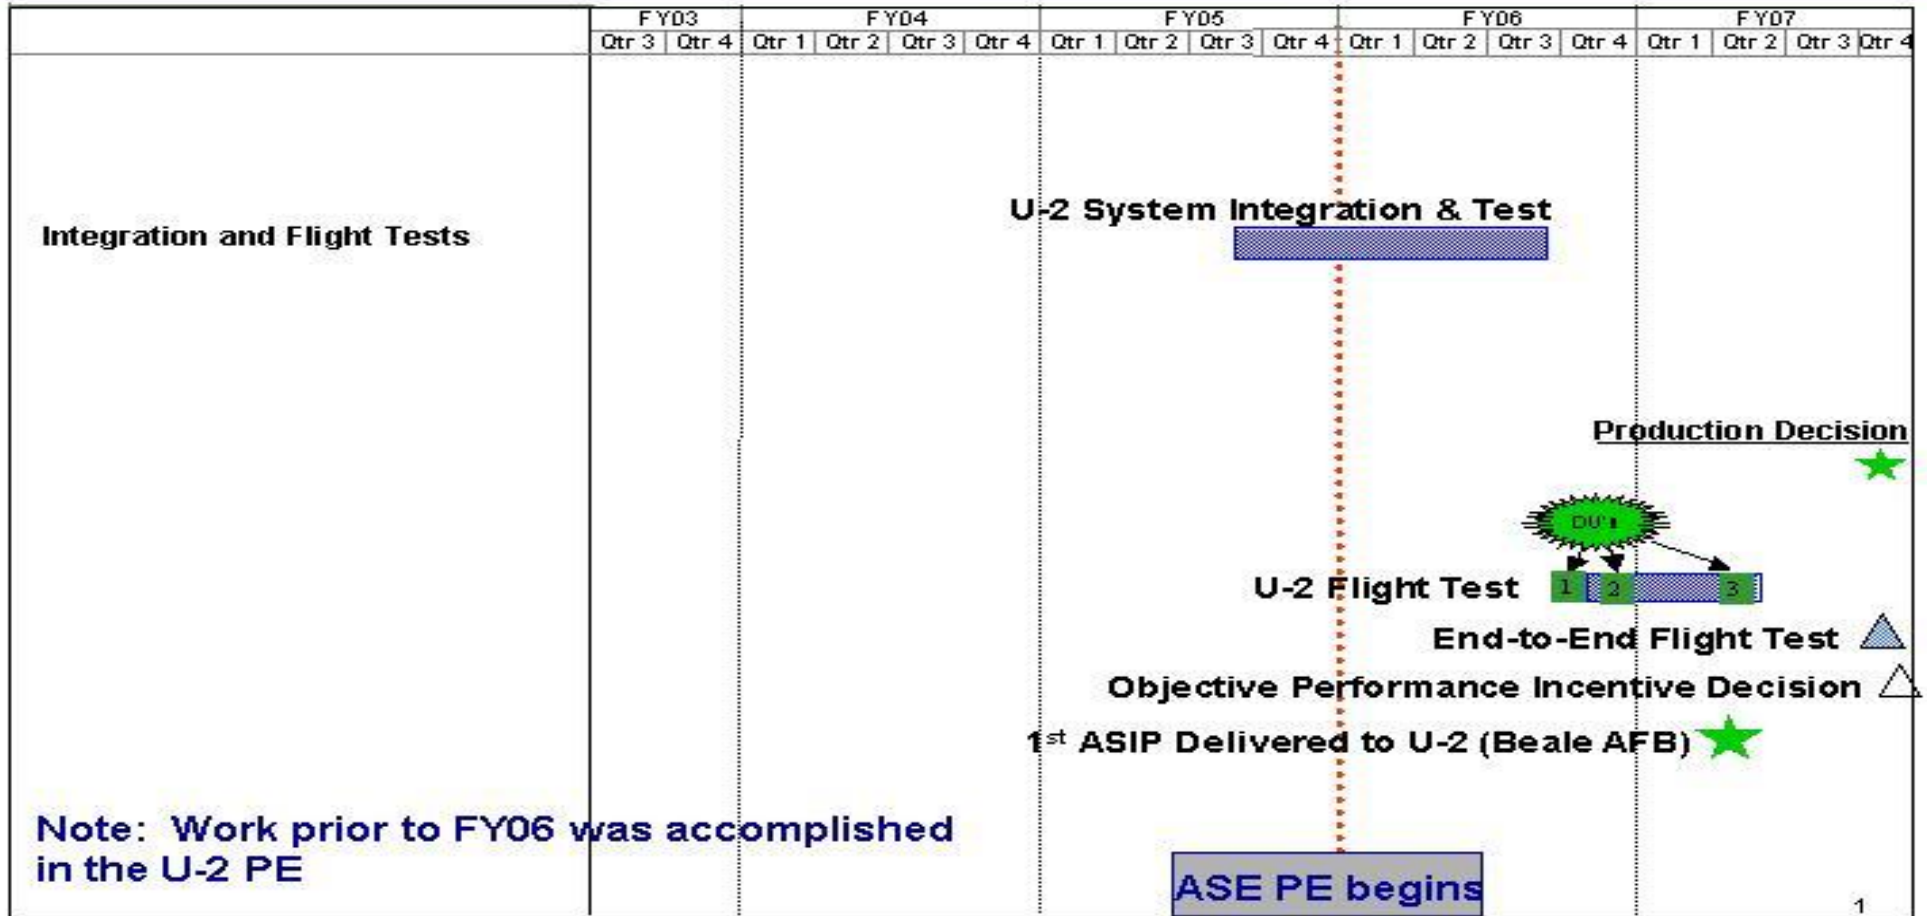 FY03 FY04 FY05 FY06 FY07
Qtr 3 Qtr 4 Qtr 1 Qtr 2 Qtr 3 Qtr 4 Qtr 1 Qtr 2 Qtr 3 Qtr 4 Qtr 1 Qtr 2 Qtr 3 Qtr 4 Qtr 1 Qtr 2 Qtr 3 Qtr 4
U-2 System Integration & Test
Integration and Flight Tests
Production Decision
DU's
U-2 Flight Test 1 2 3
End-to-End Flight Test
Objective Performance Incentive Decision
1st ASIP Delivered to U-2 (Beale AFB)
Note: Work prior to FY06 was accomplished
in the U-2 PE
ASE PE begins
1